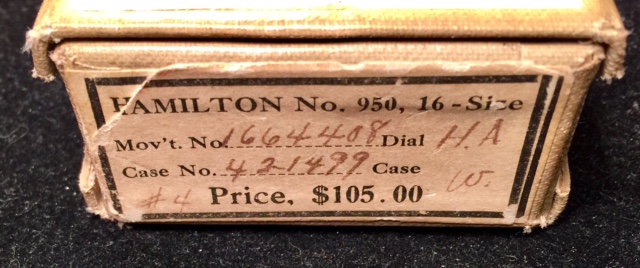 HAMILTON No. 950, 16-Size
Mov't. No. 1664408 Dial H.A
Case No. 421499 Case W.
#4 Price, $105.00